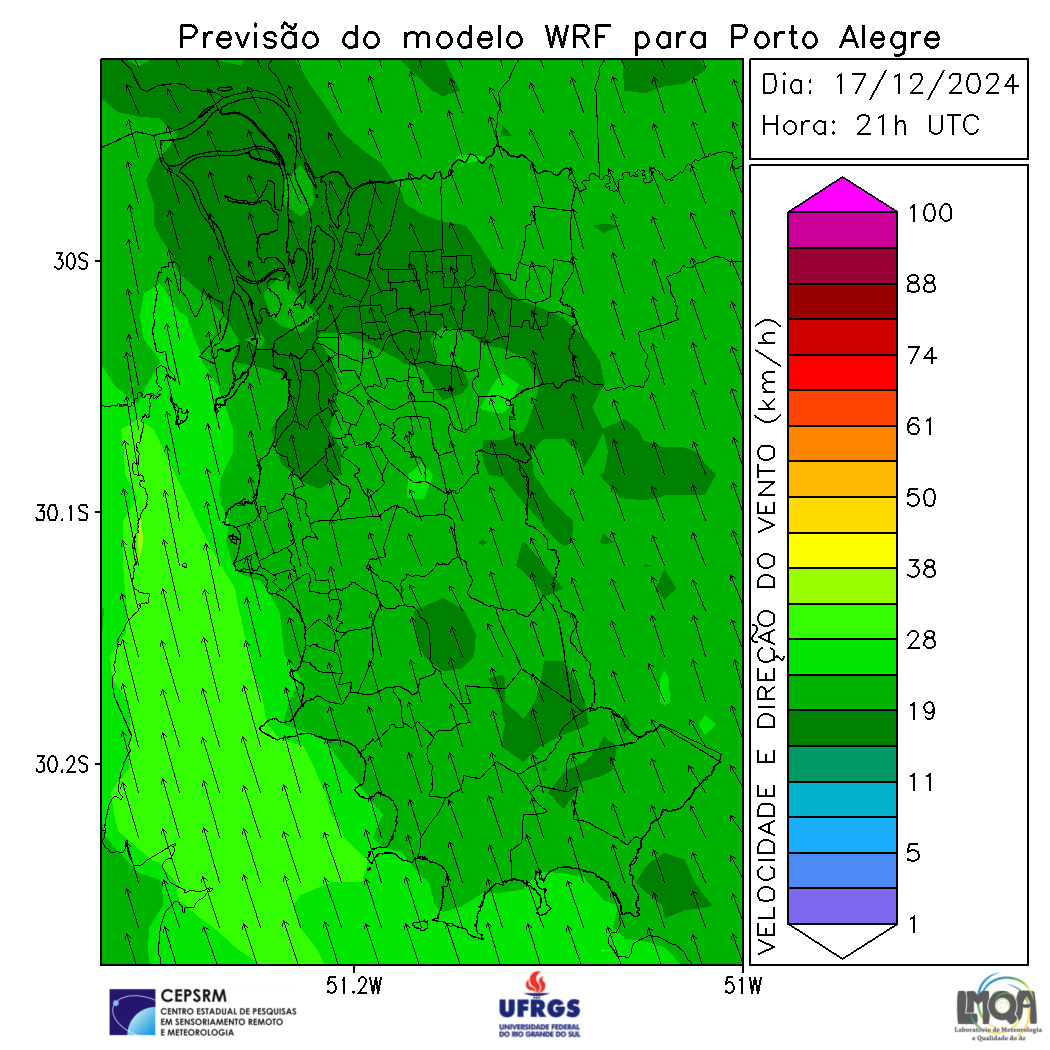 Previsão do modelo WRF para Porto Alegre
Dia: 17/12/2024
Hora: 21h UTC
30S
30.1S
30.2S
51.2W
51W
VELOCIDADE E DIREÇÃO DO VENTO (km/h)
100
88
74
61
50
38
28
19
11
5
1
CEPSRM
CENTRO ESTADUAL DE PESQUISAS
EM SENSORIAMENTO REMOTO
E METEOROLOGIA
UFRGS
UNIVERSIDADE FEDERAL
DO RIO GRANDE DO SUL
LMQA
Laboratório de Meteorologia
e Qualidade do Ar